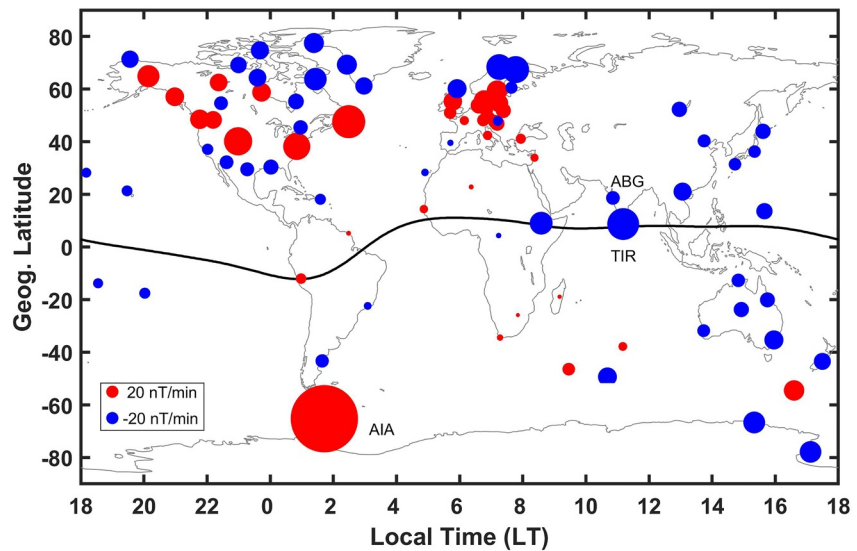 80
60
40
20
0
-20
-40
-60
-80
Geog. Latitude
ABG
TIR
20 nT/min
-20 nT/min
AIA
18 20 22 0 2 4 6 8 10 12 14 16 18
Local Time (LT)